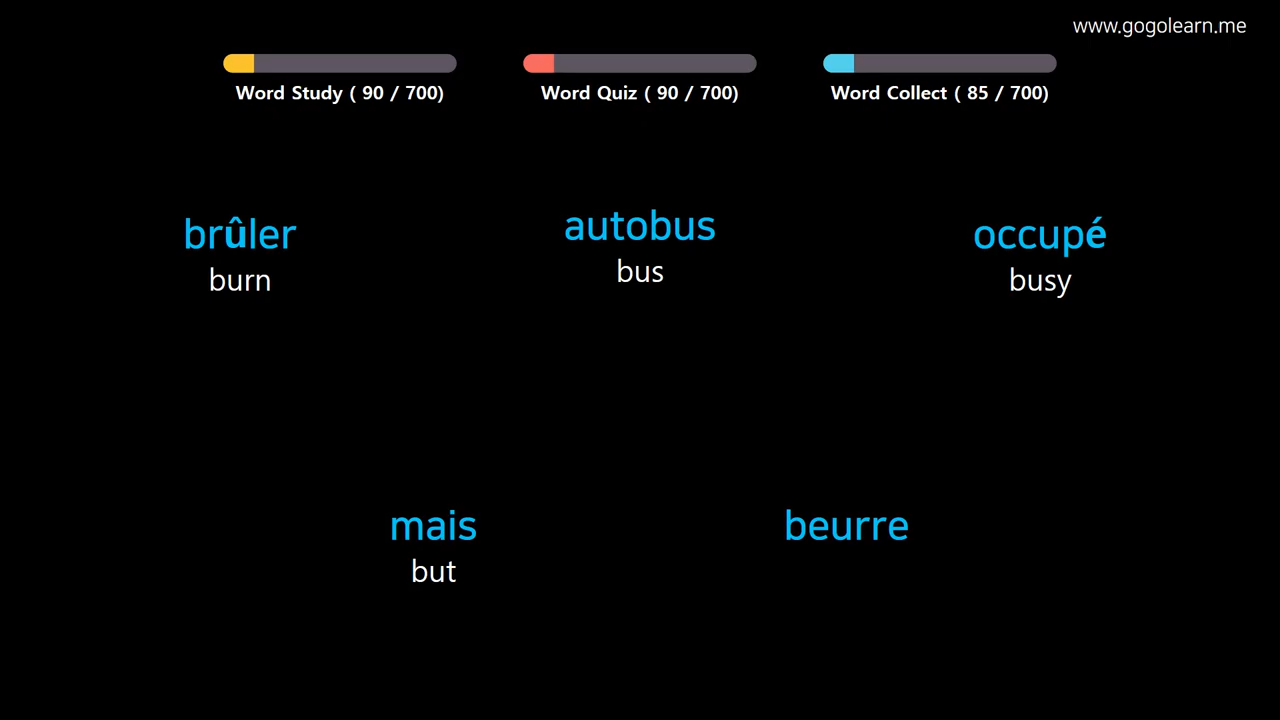 www.gogolearn.me
Word Study ( 90 / 700)
Word Quiz ( 90 / 700)
Word Collect ( 85 / 700)
brûler
burn
autobus
bus
occupé
busy
mais
but
beurre